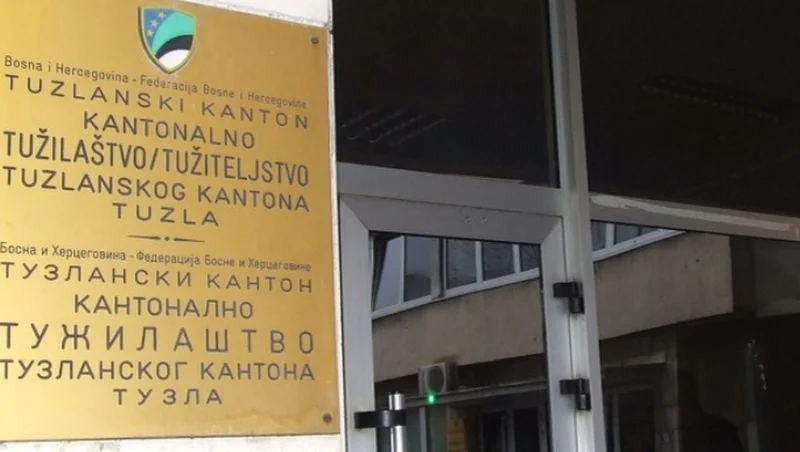 Bosna i Hercegovina - Federacija Bosne i Hercegovine
TUZLANSKI KANTON
KANTONALNO
TUŽILAŠTVO/TUŽITELJSTVO
TUZLANSKOG KANTONA
TUZLA
Босна и Херцеговина - Федерација Босне и Херцеговине
ТУЗЛАНСКИ КАНТОН
КАНТОНАЛНО
ТУЖИЛАШТВО
ТУЗЛАНСКОГ КАНТОНА
ТУЗЛА